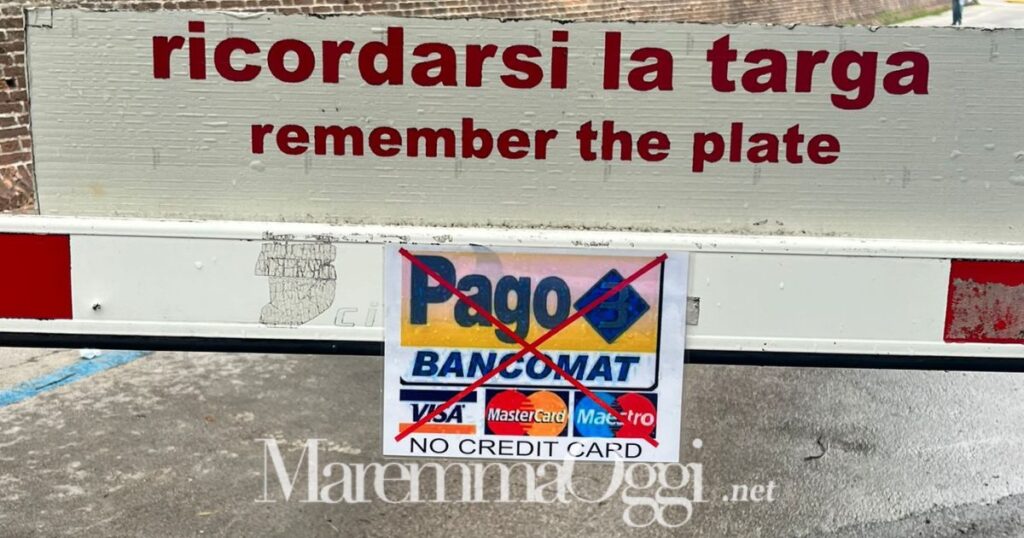 ricordarsi la targa
remember the plate
Pago
BANCOMAT
VISA MasterCard Maestro
NO CREDIT CARD
MaremmaOggi.net